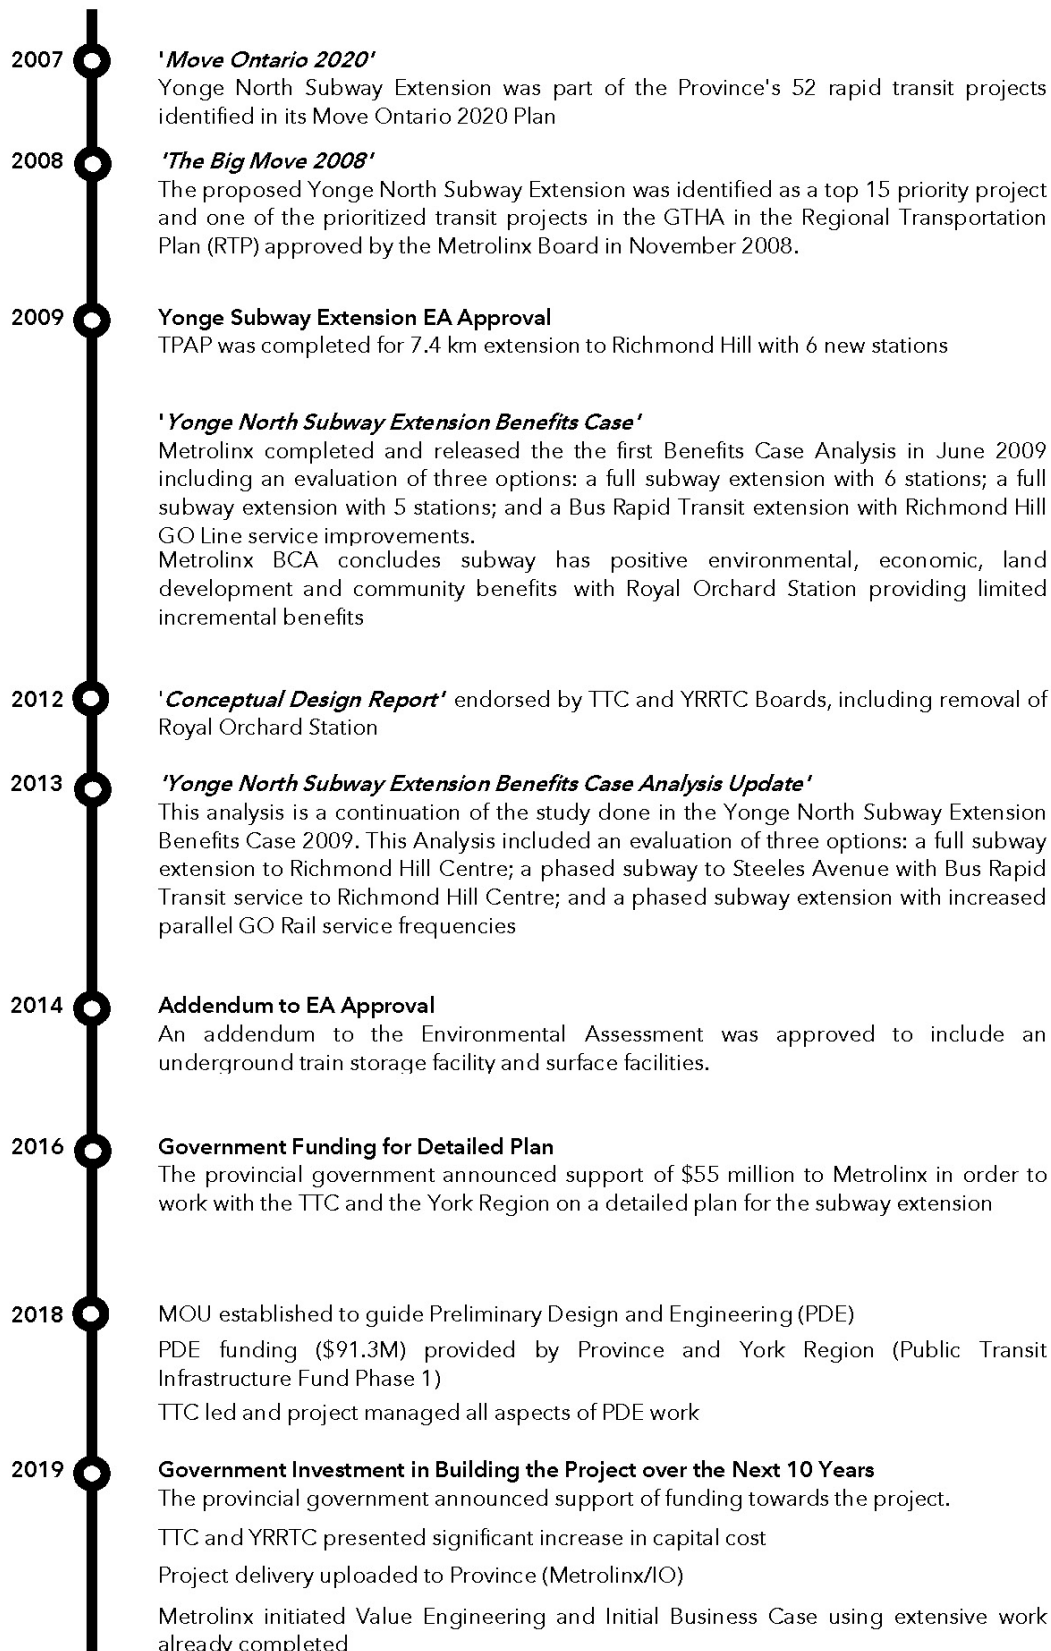 2007
'Move Ontario 2020'
Yonge North Subway Extension was part of the Province's 52 rapid transit projects
identified in its Move Ontario 2020 Plan
2008
'The Big Move 2008'
The proposed Yonge North Subway Extension was identified as a top 15 priority project
and one of the prioritized transit projects in the GTHA in the Regional Transportation
Plan (RTP) approved by the Metrolinx Board in November 2008.
2009
Yonge Subway Extension EA Approval
TPAP was completed for 7.4 km extension to Richmond Hill with 6 new stations
'Yonge North Subway Extension Benefits Case'
Metrolinx completed and released the the first Benefits Case Analysis in June 2009
including an evaluation of three options: a full subway extension with 6 stations; a full
subway extension with 5 stations; and a Bus Rapid Transit extension with Richmond Hill
GO Line service improvements.
Metrolinx BCA concludes subway has positive environmental, economic, land
development and community benefits with Royal Orchard Station providing limited
incremental benefits
2012
'Conceptual Design Report' endorsed by TTC and YRRTC Boards, including removal of
Royal Orchard Station
2013
'Yonge North Subway Extension Benefits Case Analysis Update'
This analysis is a continuation of the study done in the Yonge North Subway Extension
Benefits Case 2009. This Analysis included an evaluation of three options: a full subway
extension to Richmond Hill Centre; a phased subway to Steeles Avenue with Bus Rapid
Transit service to Richmond Hill Centre; and a phased subway extension with increased
parallel GO Rail service frequencies
2014
Addendum to EA Approval
An addendum to the Environmental Assessment was approved to include an
underground train storage facility and surface facilities.
2016
Government Funding for Detailed Plan
The provincial government announced support of $55 million to Metrolinx in order to
work with the TTC and the York Region on a detailed plan for the subway extension
2018
MOU established to guide Preliminary Design and Engineering (PDE)
PDE funding ($91.3M) provided by Province and York Region (Public Transit
Infrastructure Fund Phase 1)
TTC led and project managed all aspects of PDE work
2019
Government Investment in Building the Project over the Next 10 Years
The provincial government announced support of funding towards the project.
TTC and YRRTC presented significant increase in capital cost
Project delivery uploaded to Province (Metrolinx/IO)
Metrolinx initiated Value Engineering and Initial Business Case using extensive work
already completed